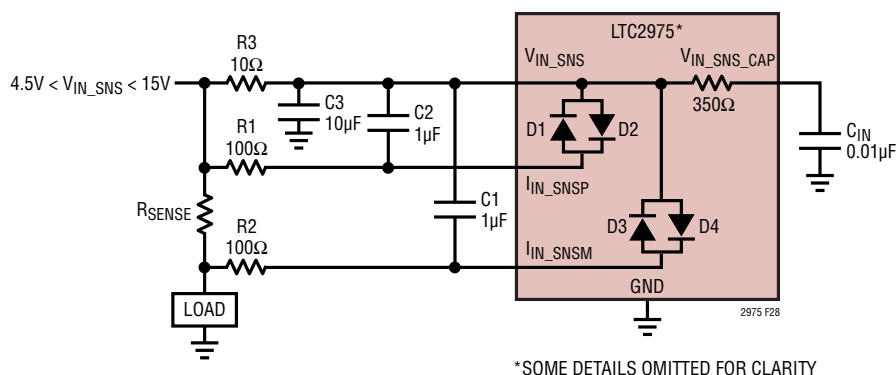 LTC2975*
R3
10Ω
4.5V < VIN_SNS < 15V
VIN_SNS
VIN_SNS_CAP
350Ω
C3
10µF
C2
1µF
D1
D2
CIN
0.01µF
R1
100Ω
IIN_SNSP
RSENSE
C1
1µF
D3
D4
R2
100Ω
IIN_SNSM
GND
LOAD
2975 F28
*SOME DETAILS OMITTED FOR CLARITY